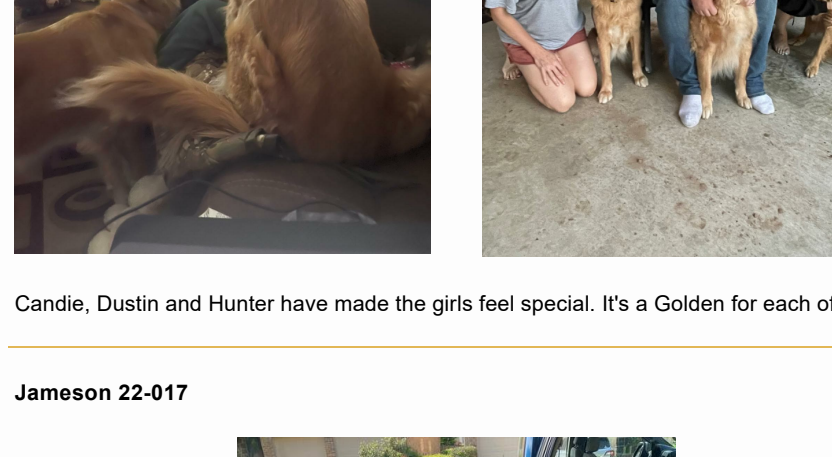 Candie, Dustin and Hunter have made the girls feel special. It's a Golden for each of
Jameson 22-017